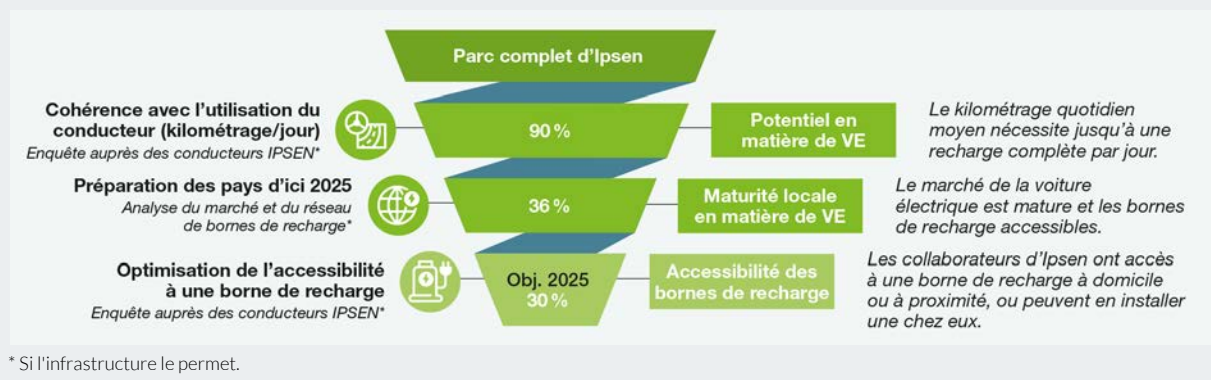 Parc complet d’Ipsen
Cohérence avec l’utilisation du
conducteur (kilométrage/jour)
Enquête auprès des conducteurs IPSEN*
90 %
Potentiel en
matière de VE
Le kilométrage quotidien
moyen nécessite jusqu’à une
recharge complète par jour.
Préparation des pays d’ici 2025
Analyse du marché et du réseau
de bornes de recharge*
36 %
Maturité locale
en matière de VE
Le marché de la voiture
électrique est mature et les bornes
de recharge accessibles.
Optimisation de l’accessibilité
à une borne de recharge
Enquête auprès des conducteurs IPSEN*
Obj. 2025
30 %
Accessibilité des
bornes de recharge
Les collaborateurs d’Ipsen ont accès
à une borne de recharge à domicile
ou à proximité, ou peuvent en installer
une chez eux.
* Si l'infrastructure le permet.